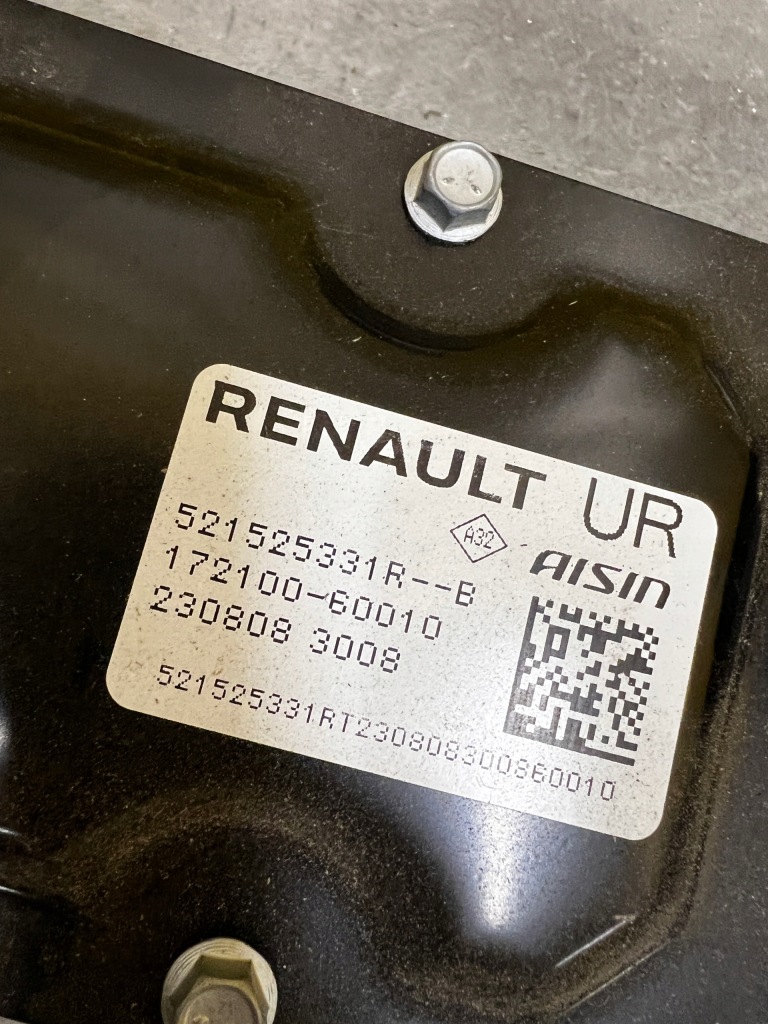 RENAULT UR
521525331R--B
A32
AISIN
172100-60010
230808 3008
521525331RT230808300860010